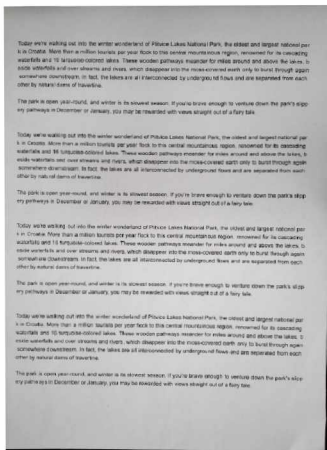 Today we're walking out into the winter wonderland of Plitvice Lakes National Park, the oldest and largest national par
k in Croatia. More than a million tourists per year flock to this central mountainous region, renowned for its cascading
waterfalls and 16 turquoise-colored lakes. These wooden pathways meander for miles around and above the lakes, b
eside waterfalls and over streams and rivers, which disappear into the moss-covered earth only to burst through again
somewhere downstream. In fact, the lakes are all interconnected by underground flows and are separated from each
other by natural dams of travertine.
The park is open year-round, and winter is its slowest season. If you're brave enough to venture down the park's slipp
ery pathways in December or January, you may be rewarded with views straight out of a fairy tale.
Today we're walking out into the winter wonderland of Plitvice Lakes National Park, the oldest and largest national par
k in Croatia. More than a million tourists per year flock to this central mountainous region, renowned for its cascading
waterfalls and 16 turquoise-colored lakes. These wooden pathways meander for miles around and above the lakes, b
eside waterfalls and over streams and rivers, which disappear into the moss-covered earth only to burst through again
somewhere downstream. In fact, the lakes are all interconnected by underground flows and are separated from each
other by natural dams of travertine.
The park is open year-round, and winter is its slowest season. If you're brave enough to venture down the park's slipp
ery pathways in December or January, you may be rewarded with views straight out of a fairy tale.
Today we're walking out into the winter wonderland of Plitvice Lakes National Park, the oldest and largest national par
k in Croatia. More than a million tourists per year flock to this central mountainous region, renowned for its cascading
waterfalls and 16 turquoise-colored lakes. These wooden pathways meander for miles around and above the lakes, b
eside waterfalls and over streams and rivers, which disappear into the moss-covered earth only to burst through again
somewhere downstream. In fact, the lakes are all interconnected by underground flows and are separated from each
other by natural dams of travertine.
The park is open year-round, and winter is its slowest season. If you're brave enough to venture down the park's slipp
ery pathways in December or January, you may be rewarded with views straight out of a fairy tale.
Today we're walking out into the winter wonderland of Plitvice Lakes National Park, the oldest and largest national par
k in Croatia. More than a million tourists per year flock to this central mountainous region, renowned for its cascading
waterfalls and 16 turquoise-colored lakes. These wooden pathways meander for miles around and above the lakes, b
eside waterfalls and over streams and rivers, which disappear into the moss-covered earth only to burst through again
somewhere downstream. In fact, the lakes are all interconnected by underground flows and are separated from each
other by natural dams of travertine.
The park is open year-round, and winter is its slowest season. If you're brave enough to venture down the park's slipp
ery pathways in December or January, you may be rewarded with views straight out of a fairy tale.